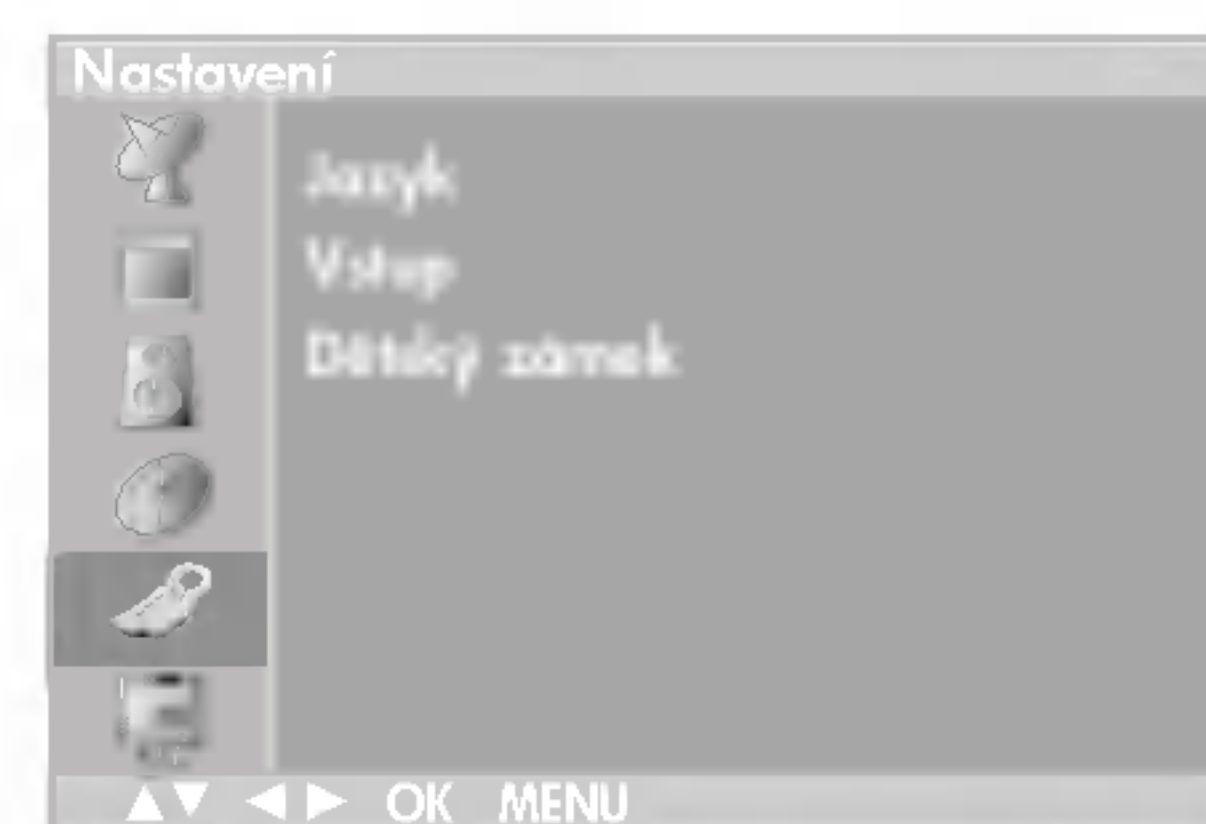 Nastavení
Jazyk
Vstup
Dětský zámek
▲▼ ◄► OK MENU